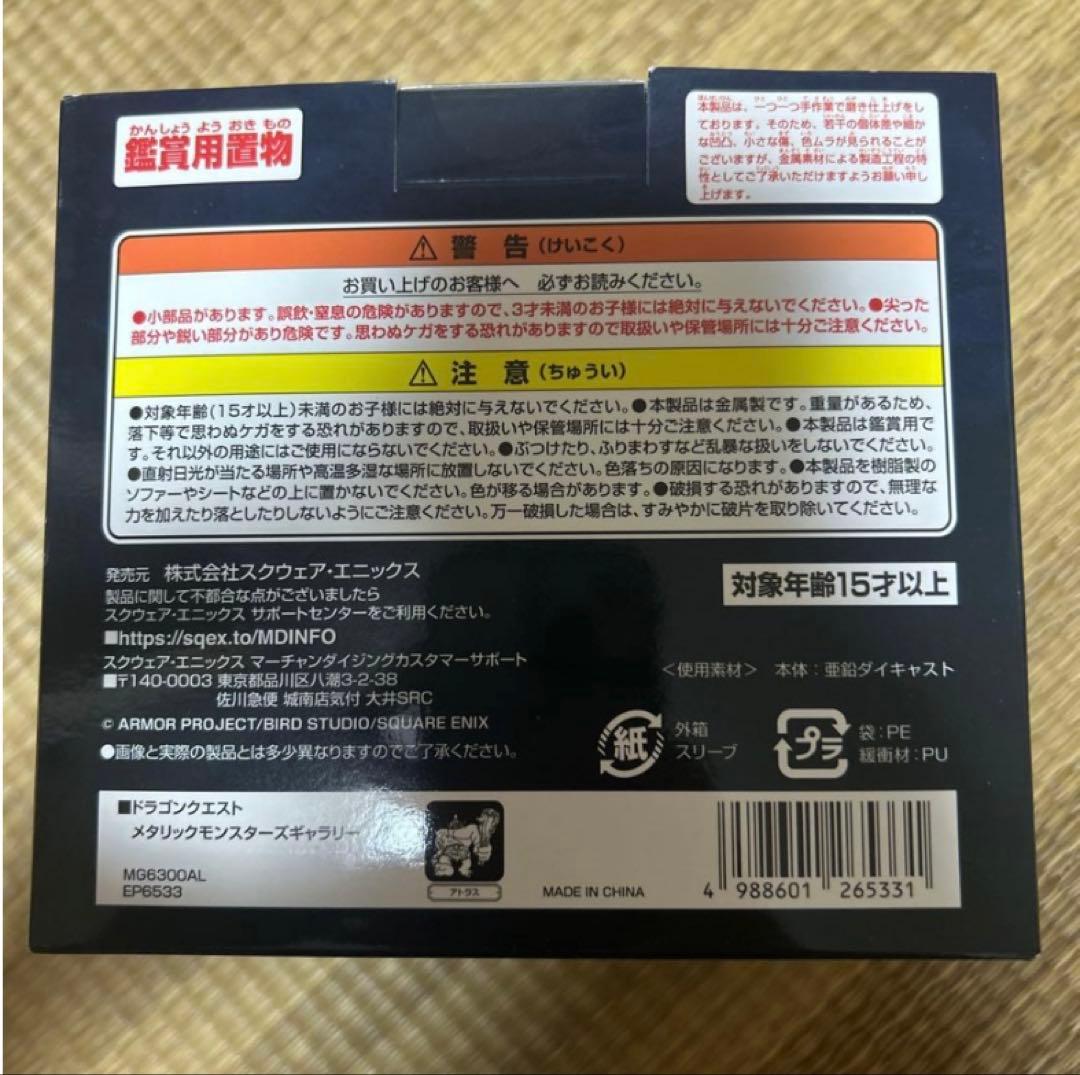 かんしょう よう おき もの
鑑賞用置物
本製品は、一つ一つ手作業で磨き仕上げをし
ております。そのため、若干の個体差や細か
な凹凸、小さな傷、色ムラが見られることが
ございますが、金属素材による製造工程の特
性としてご了承いただけますようお願い申し
上げます。
⚠ 警 告 (けいこく)
お買い上げのお客様へ 必ずお読みください。
●小部品があります。誤飲・窒息の危険がありますので、3才未満のお子様には絶対に与えないでください。●尖った
部分や鋭い部分があり危険です。思わぬケガをする恐れがありますので取扱いや保管場所には十分ご注意ください。
⚠ 注 意 (ちゅうい)
●対象年齢(15才以上)未満のお子様には絶対に与えないでください。●本製品は金属製です。重量があるため、
落下等で思わぬケガをする恐れがありますので、取扱いや保管場所には十分ご注意ください。●本製品は鑑賞用で
す。それ以外の用途にはご使用にならないでください。●ぶつけたり、ふりまわすなど乱暴な扱いをしないでください。
●直射日光が当たる場所や高温多湿な場所に放置しないでください。色落ちの原因になります。●本製品を樹脂製の
ソファーやシートなどの上に置かないでください。色が移る場合があります。●破損する恐れがありますので、無理な
力を加えたり落としたりしないようにご注意ください。万一破損した場合は、すみやかに破片を取り除いてください。
発売元 株式会社スクウェア・エニックス
製品に関して不都合な点がございましたら
スクウェア・エニックス サポートセンターをご利用ください。
■https://sqex.to/MDINFO
スクウェア・エニックス マーチャンダイジングカスタマーサポート
■〒140-0003 東京都品川区八潮3-2-38
佐川急便 城南店気付 大井SRC
© ARMOR PROJECT/BIRD STUDIO/SQUARE ENIX
●画像と実際の製品とは多少異なりますのでご了承ください。
対象年齢15才以上
<使用素材> 本体:亜鉛ダイキャスト
紙
外箱
スリーブ
プラ
袋:PE
緩衝材:PU
■ドラゴンクエスト
メタリックモンスターズギャラリー
MG6300AL
EP6533
アトラス
MADE IN CHINA
4 988601 265331